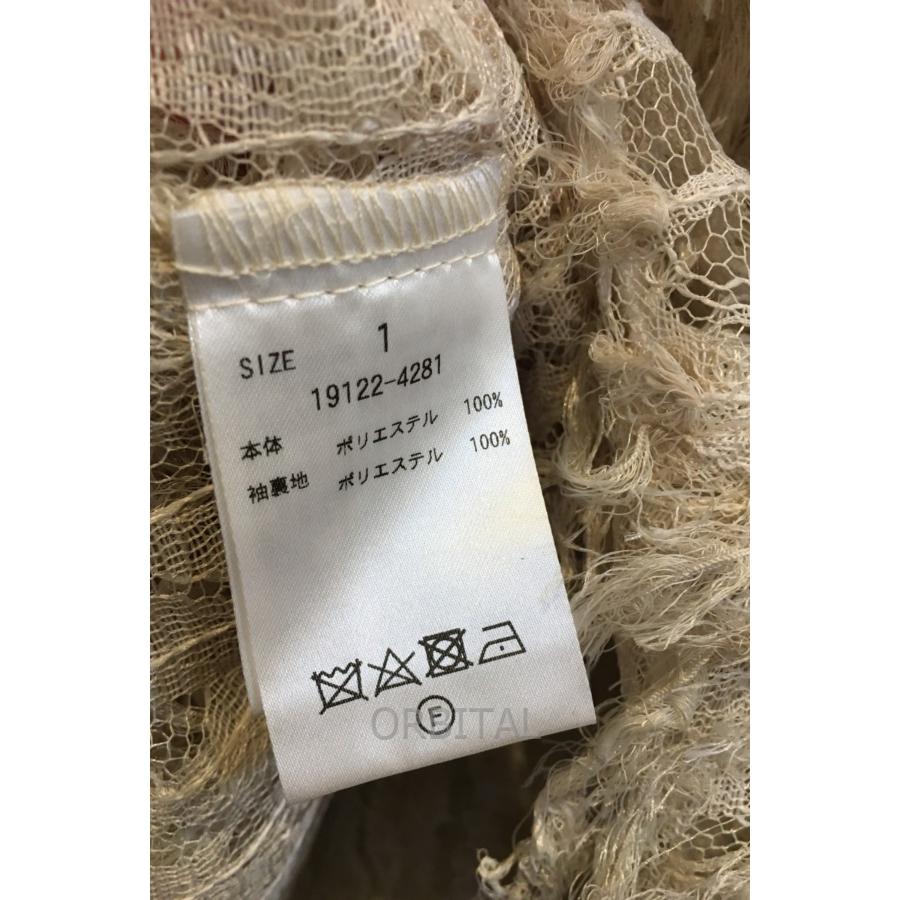 SIZE 1
19122-4281
本体 ポリエステル 100%
袖裏地 ポリエステル 100%
F
ORBITAL